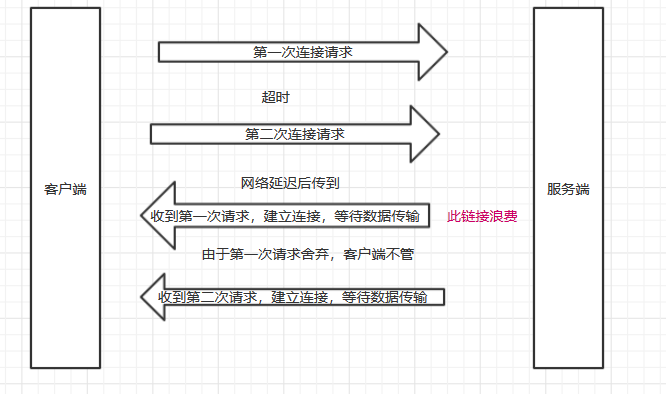 第一次连接请求
超时
第二次连接请求
客户端
网络延迟后传到
服务端
收到第一次请求，建立连接，等待数据传输
此链接浪费
由于第一次请求舍弃，客户端不管
收到第二次请求，建立连接，等待数据传输